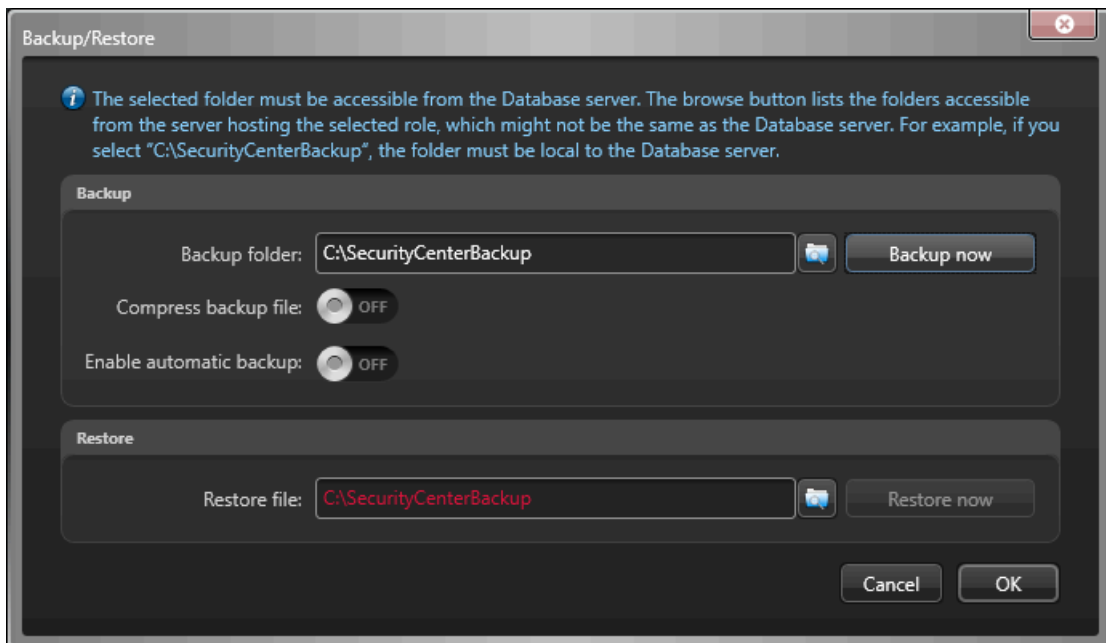 Backup/Restore
The selected folder must be accessible from the Database server. The browse button lists the folders accessible
from the server hosting the selected role, which might not be the same as the Database server. For example, if you
select "C:\SecurityCenterBackup", the folder must be local to the Database server.
Backup
Backup folder: C:\SecurityCenterBackup Backup now
Compress backup file: OFF
Enable automatic backup: OFF
Restore
Restore file: C:\SecurityCenterBackup Restore now
Cancel OK